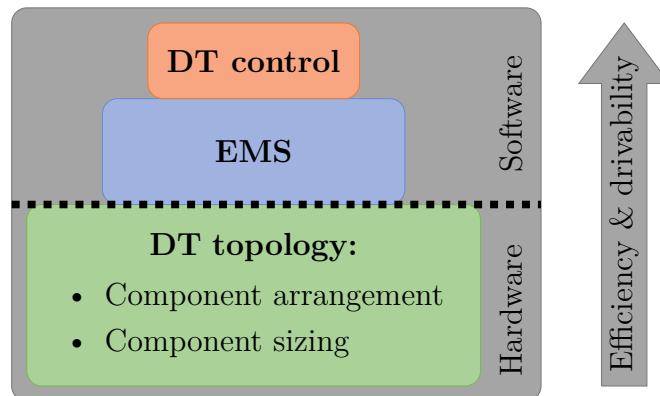 DT control
EMS
Software
DT topology:
• Component arrangement
• Component sizing
Hardware
Efficiency & drivability